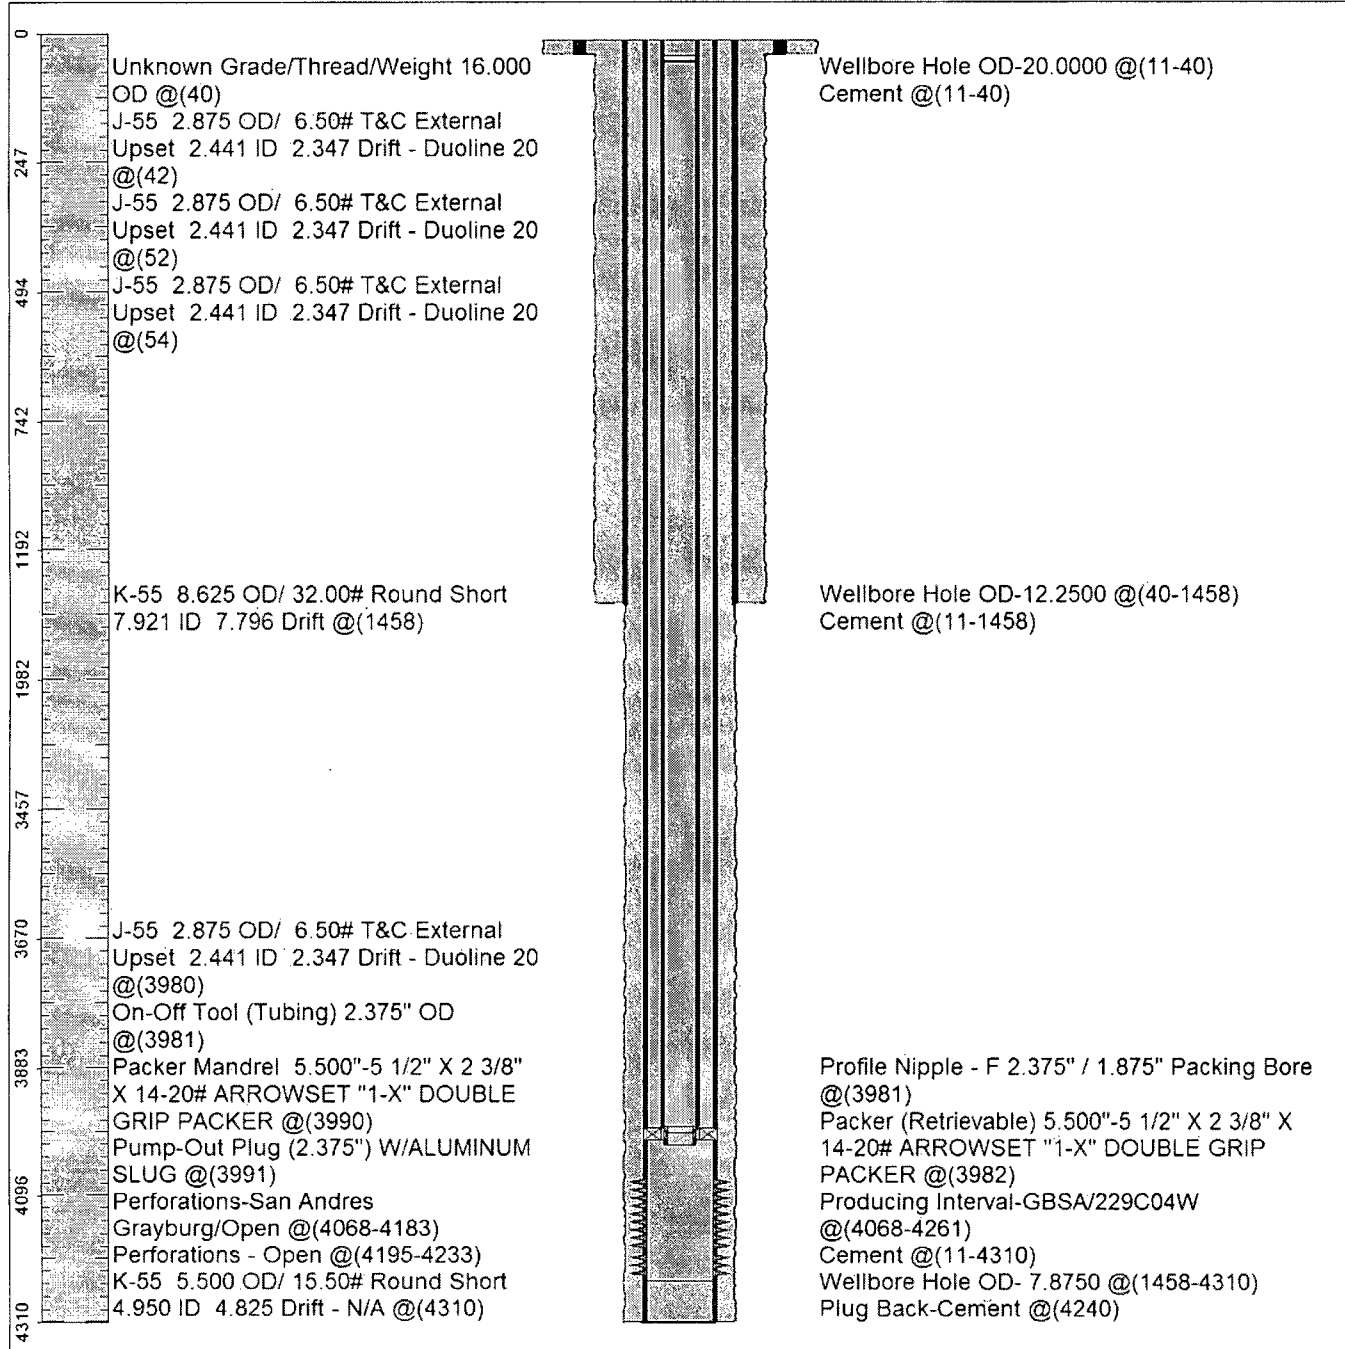 0
247
494
742
1192
1982
3457
3670
3883
4096
4310
Unknown Grade/Thread/Weight 16.000
OD @(40)
J-55 2.875 OD/ 6.50# T&C External
Upset 2.441 ID 2.347 Drift - Duoline 20
@(42)
J-55 2.875 OD/ 6.50# T&C External
Upset 2.441 ID 2.347 Drift - Duoline 20
@(52)
J-55 2.875 OD/ 6.50# T&C External
Upset 2.441 ID 2.347 Drift - Duoline 20
@(54)
K-55 8.625 OD/ 32.00# Round Short
7.921 ID 7.796 Drift @(1458)
J-55 2.875 OD/ 6.50# T&C External
Upset 2.441 ID 2.347 Drift - Duoline 20
@(3980)
On-Off Tool (Tubing) 2.375" OD
@(3981)
Packer Mandrel 5.500"-5 1/2" X 2 3/8"
X 14-20# ARROWSET "1-X" DOUBLE
GRIP PACKER @(3990)
Pump-Out Plug (2.375") W/ALUMINUM
SLUG @(3991)
Perforations-San Andres
Grayburg/Open @(4068-4183)
Perforations - Open @(4195-4233)
K-55 5.500 OD/ 15.50# Round Short
4.950 ID 4.825 Drift - N/A @(4310)
Wellbore Hole OD-20.0000 @(11-40)
Cement @(11-40)
Wellbore Hole OD-12.2500 @(40-1458)
Cement @(11-1458)
Profile Nipple - F 2.375" / 1.875" Packing Bore
@(3981)
Packer (Retrievable) 5.500"-5 1/2" X 2 3/8" X
14-20# ARROWSET "1-X" DOUBLE GRIP
PACKER @(3982)
Producing Interval-GBSA/229C04W
@(4068-4261)
Cement @(11-4310)
Wellbore Hole OD- 7.8750 @(1458-4310)
Plug Back-Cement @(4240)